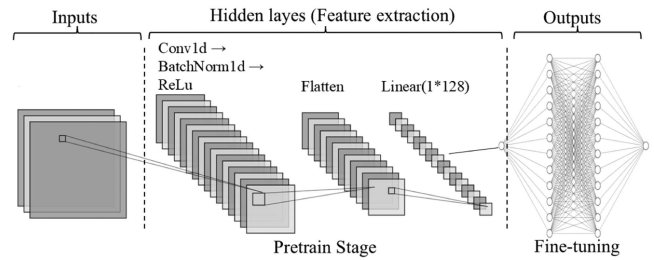 Inputs
Hidden layes (Feature extraction)
Outputs
Conv1d →
BatchNorm1d →
ReLu
Flatten
Linear(1*128)
Pretrain Stage
Fine-tuning